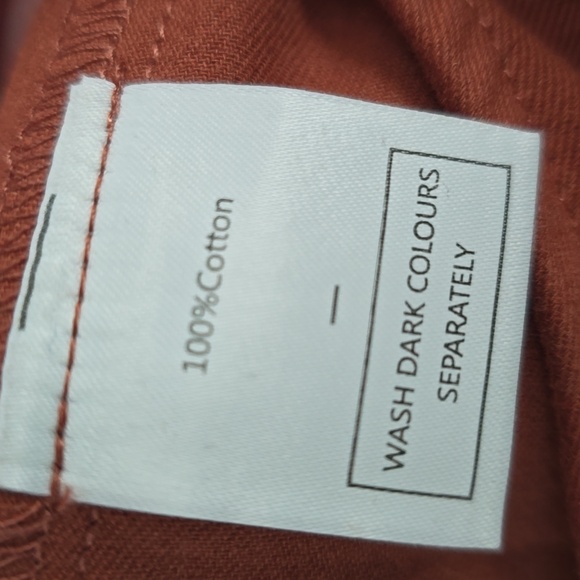 100%Cotton
—
WASH DARK COLOURS
SEPARATELY